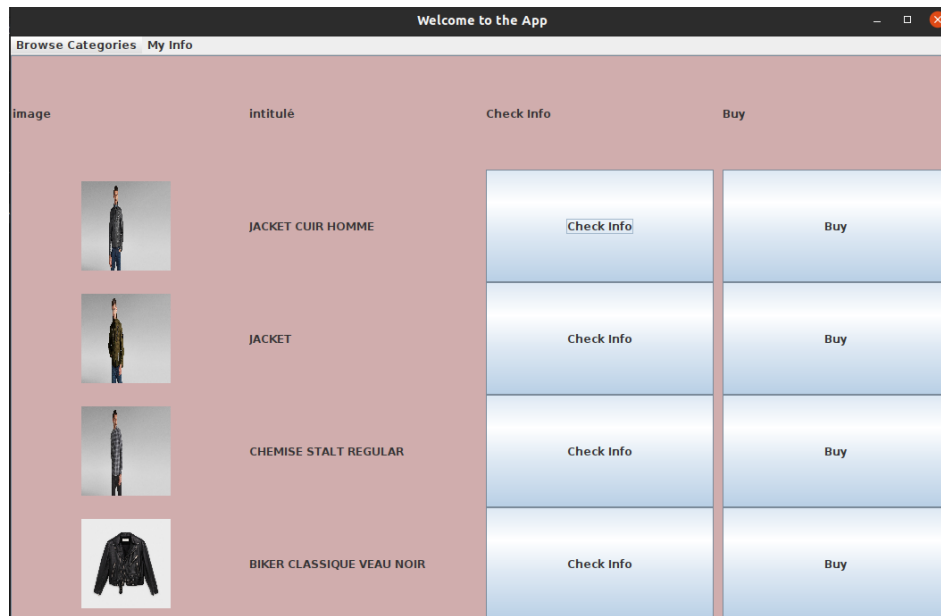 Welcome to the App
Browse Categories My Info
image intitulé Check Info Buy
JACKET CUIR HOMME Check Info Buy
JACKET Check Info Buy
CHEMISE STALT REGULAR Check Info Buy
BIKER CLASSIQUE VEAU NOIR Check Info Buy